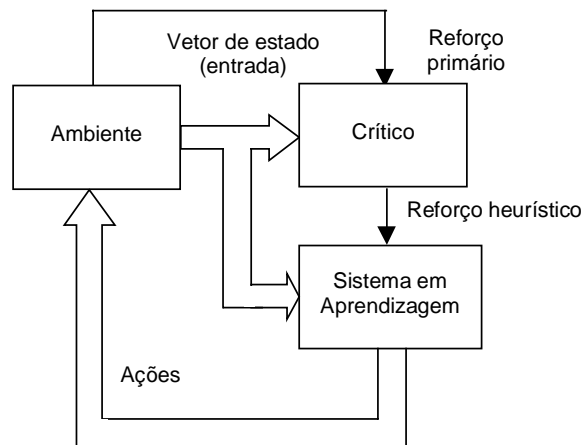 Vetor de estado
(entrada)
Reforço
primário
Ambiente
Crítico
Reforço heurístico
Sistema em
Aprendizagem
Ações